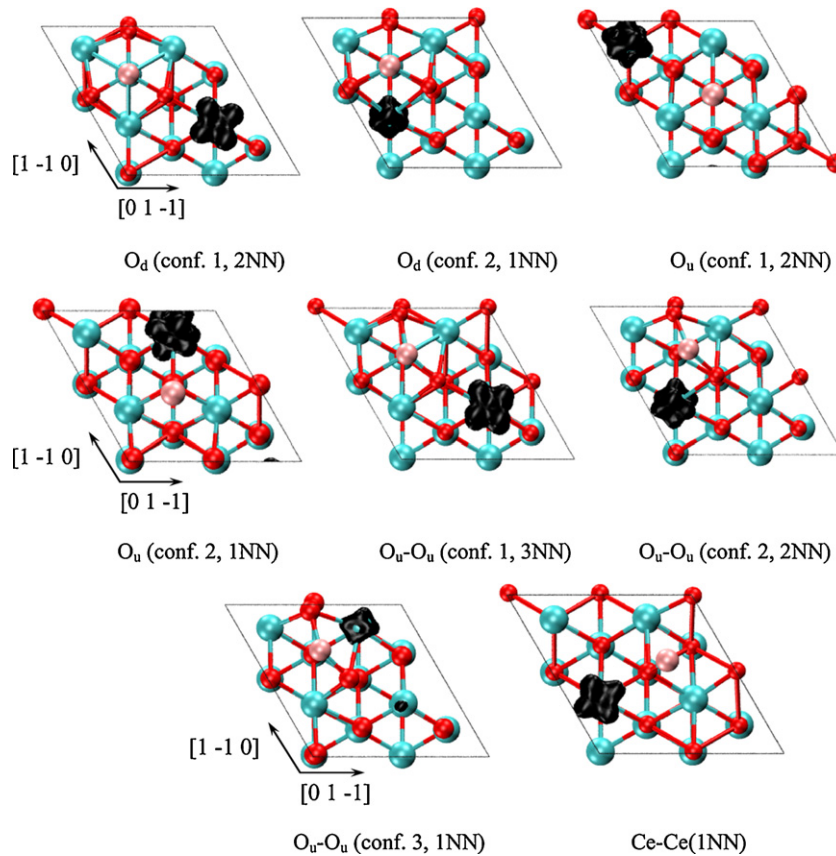 [1 -1 0]
[0 1 -1]
O_d (conf. 1, 2NN)
O_d (conf. 2, 1NN)
O_u (conf. 1, 2NN)
[1 -1 0]
[0 1 -1]
O_u (conf. 2, 1NN)
O_u-O_u (conf. 1, 3NN)
O_u-O_u (conf. 2, 2NN)
[1 -1 0]
[0 1 -1]
O_u-O_u (conf. 3, 1NN)
Ce-Ce(1NN)